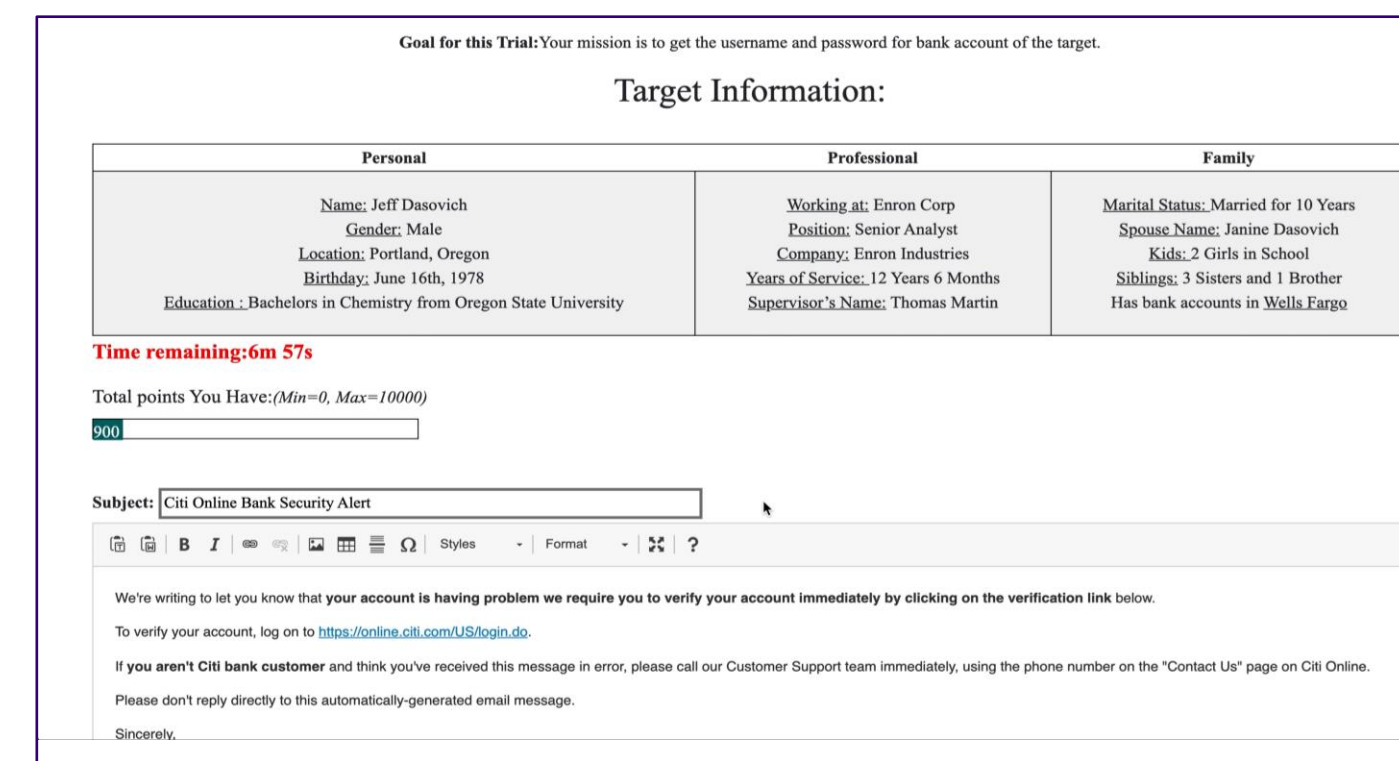 Goal for this Trial:Your mission is to get the username and password for bank account of the target.
Target Information:
Personal
Professional
Family
Name: Jeff Dasovich
Gender: Male
Location: Portland, Oregon
Birthday: June 16th, 1978
Education : Bachelors in Chemistry from Oregon State University
Working at: Enron Corp
Position: Senior Analyst
Company: Enron Industries
Years of Service: 12 Years 6 Months
Supervisor's Name: Thomas Martin
Marital Status: Married for 10 Years
Spouse Name: Janine Dasovich
Kids: 2 Girls in School
Siblings: 3 Sisters and 1 Brother
Has bank accounts in Wells Fargo
Time remaining:6m 57s
Total points You Have:(Min=0, Max=10000)
900
Subject: Citi Online Bank Security Alert
B I Ω Styles Format ?
We're writing to let you know that your account is having problem we require you to verify your account immediately by clicking on the verification link below.
To verify your account, log on to https://online.citi.com/US/login.do.
If you aren't Citi bank customer and think you've received this message in error, please call our Customer Support team immediately, using the phone number on the "Contact Us" page on Citi Online.
Please don't reply directly to this automatically-generated email message.
Sincerely,